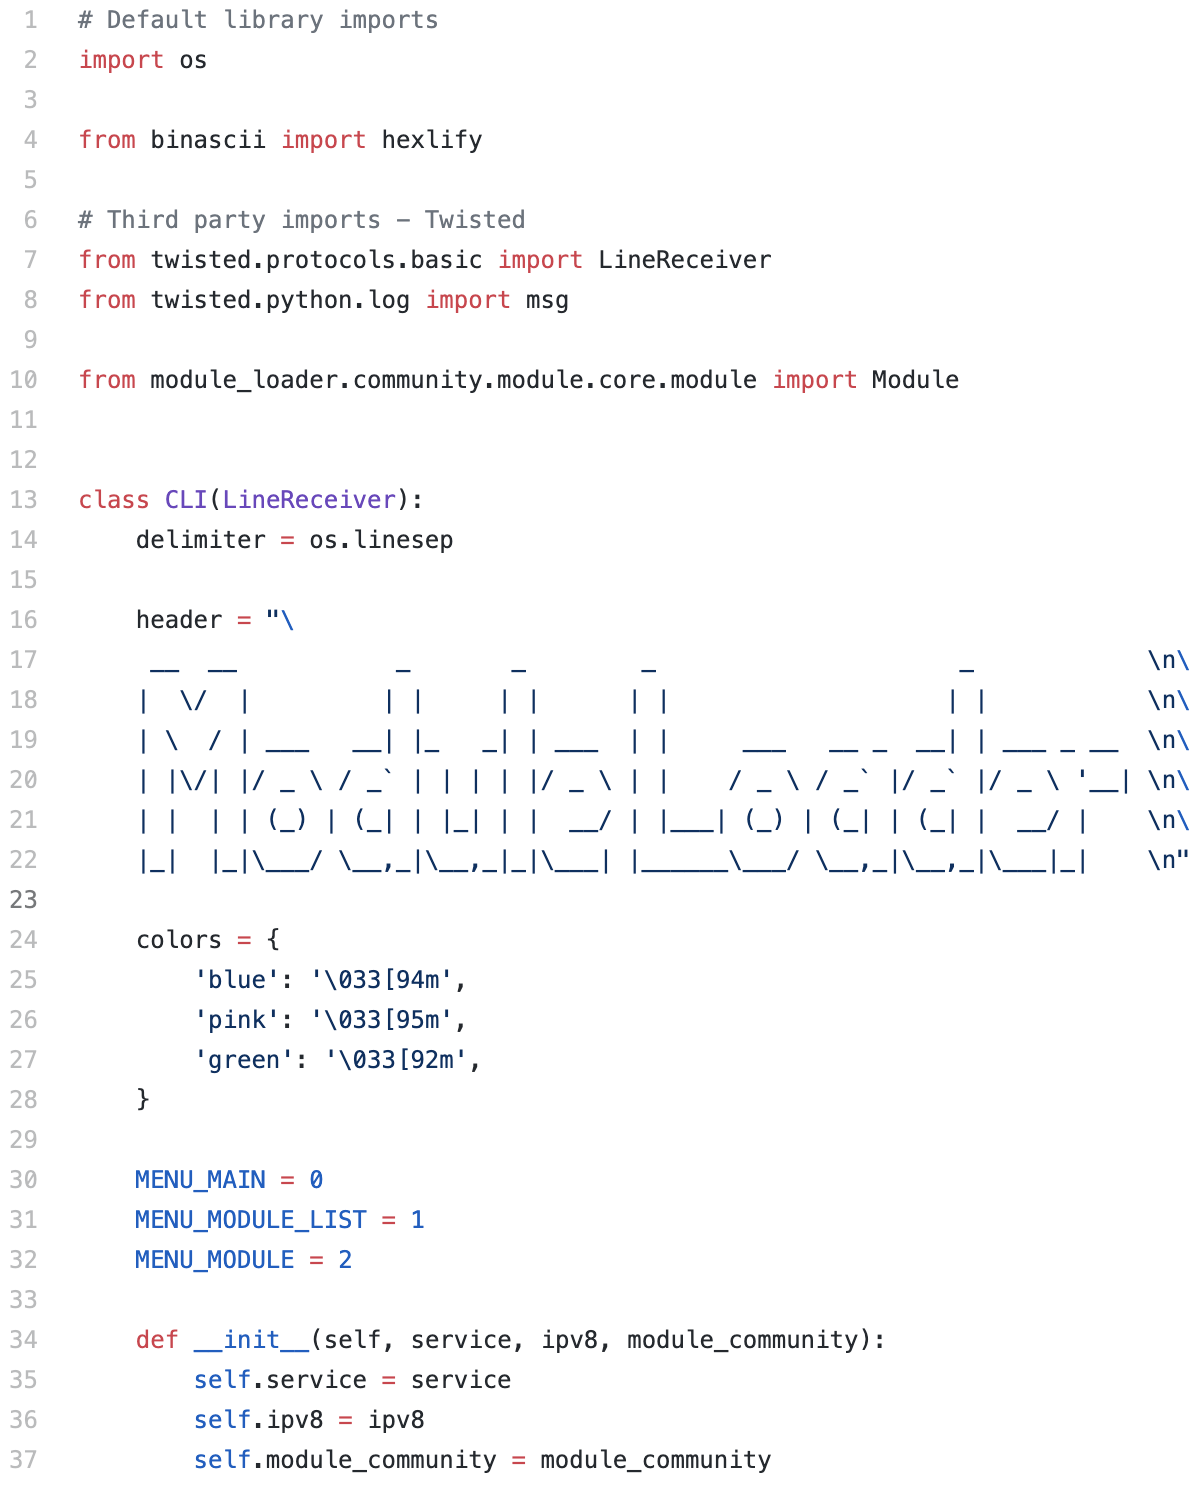 1 # Default library imports
2 import os
3
4 from binascii import hexlify
5
6 # Third party imports – Twisted
7 from twisted.protocols.basic import LineReceiver
8 from twisted.python.log import msg
9
10 from module_loader.community.module.core.module import Module
11
12
13 class CLI(LineReceiver):
14     delimiter = os.linesep
15
16     header = "\
17      __  __           _       _        _                     _            \n\
18     |  \/  |         | |     | |      | |                   | |           \n\
19     | \  / | ___   __| |_   _| | ___  | |     ___   __ _  __| | ___ _ __  \n\
20     | |\/| |/ _ \ / _` | | | | |/ _ \ | |    / _ \ / _` |/ _` |/ _ \ '__| \n\
21     | |  | | (_) | (_| | |_| | |  __/ | |___| (_) | (_| | (_| |  __/ |    \n\
22     |_|  |_|\___/ \__,_|\__,_|_|\___| |______\___/ \__,_|\__,_|\___|_|    \n"
23
24     colors = {
25         'blue': '\033[94m',
26         'pink': '\033[95m',
27         'green': '\033[92m',
28     }
29
30     MENU_MAIN = 0
31     MENU_MODULE_LIST = 1
32     MENU_MODULE = 2
33
34     def __init__(self, service, ipv8, module_community):
35         self.service = service
36         self.ipv8 = ipv8
37         self.module_community = module_community